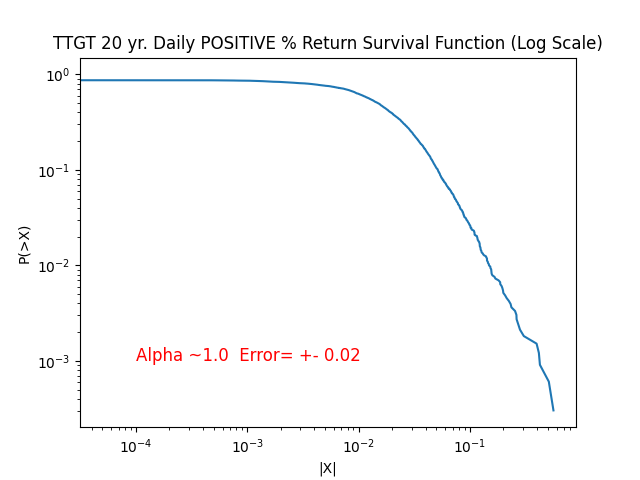 TTGT 20 yr. Daily POSITIVE % Return Survival Function (Log Scale)
10⁰
10⁻¹
10⁻²
10⁻³
P(>X)
Alpha ~1.0  Error= +- 0.02
10⁻⁴ 10⁻³ 10⁻² 10⁻¹
|X|